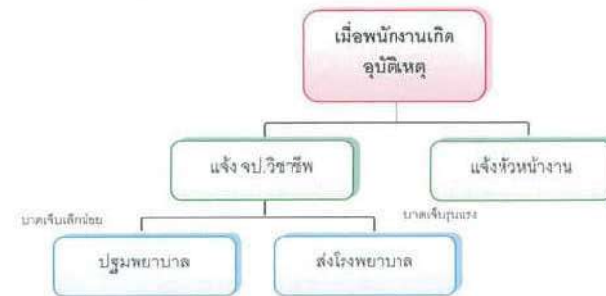 เมื่อพนักงานเกิด
อุบัติเหตุ
แจ้ง จป.วิชาชีพ
แจ้งหัวหน้างาน
บาดเจ็บเล็กน้อย
บาดเจ็บรุนแรง
ปฐมพยาบาล
ส่งโรงพยาบาล